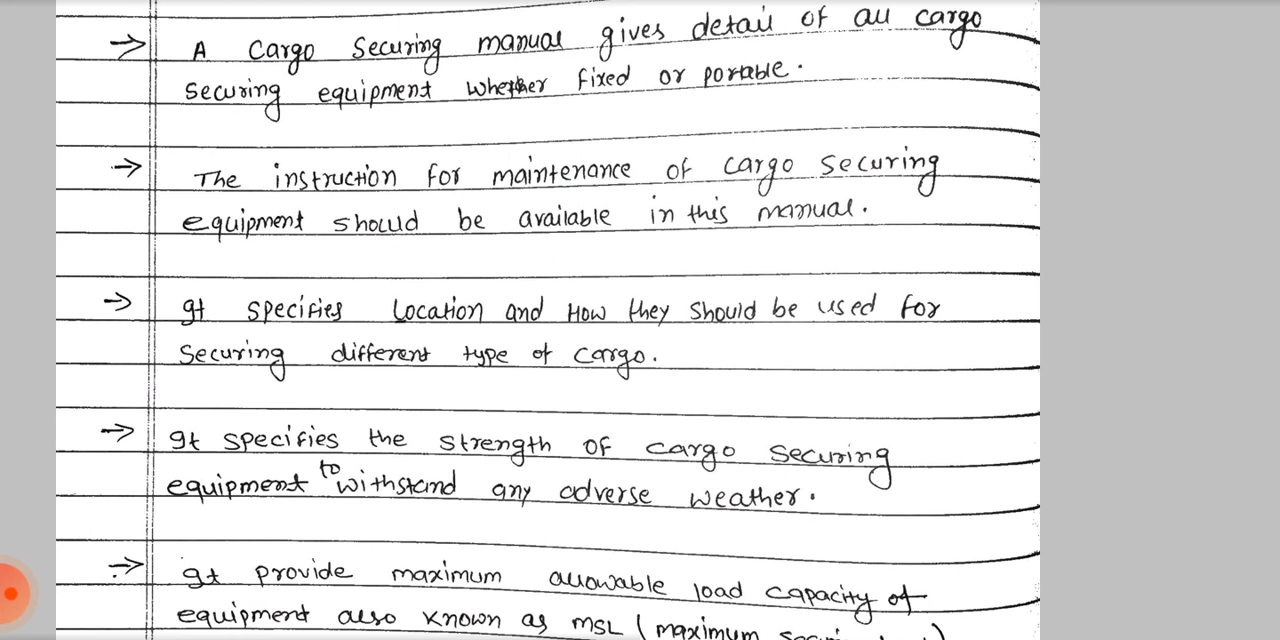 → A cargo securing manual gives detail of all cargo
securing equipment whether fixed or portable.
→ The instruction for maintenance of cargo securing
equipment should be available in this manual.
→ It specifies location and How they should be used for
securing different type of cargo.
→ It specifies the strength of cargo securing
equipment to withstand any adverse weather.
→ It provide maximum allowable load capacity of
equipment also known as MSL (maximum